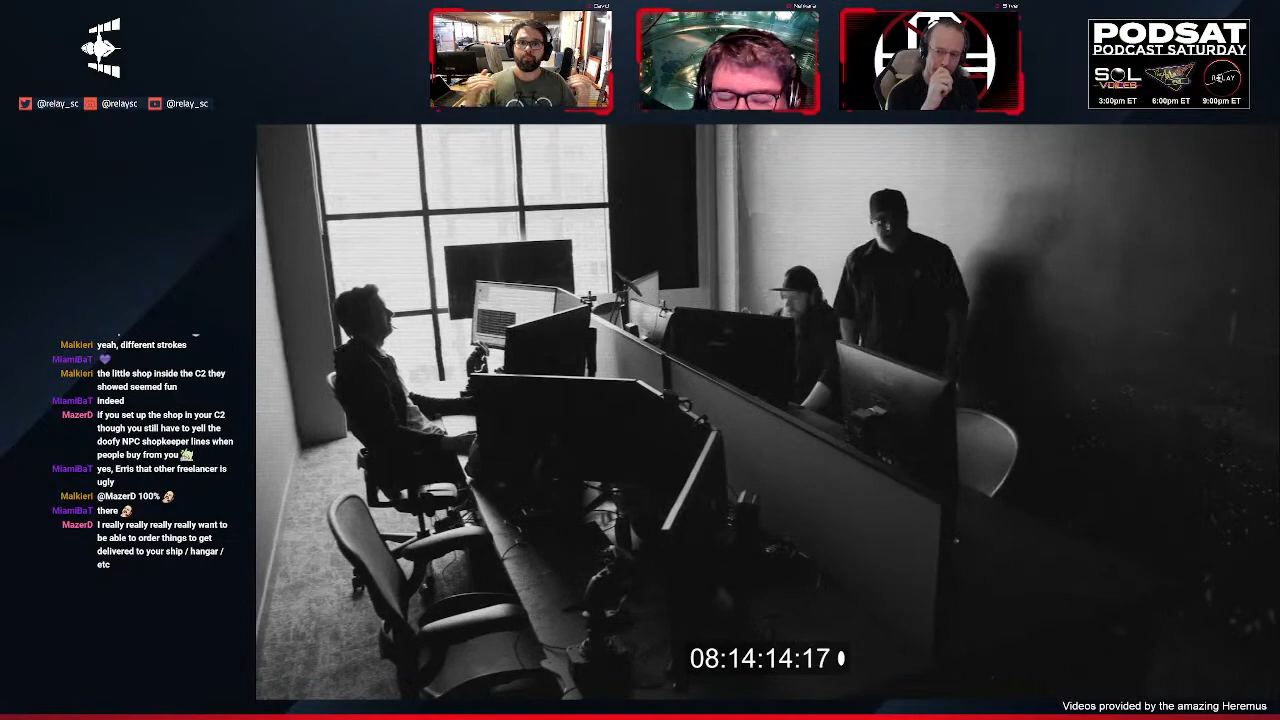 PODSAT
PODCAST SATURDAY
SOL
VOICES
RELAY
3:00pm ET
6:00pm ET
9:00pm ET
@relay_sc
@relaysc
@relay_sc
Malkieri yeah, different strokes
MiamiBaT
Malkieri the little shop inside the C2 they
showed seemed fun
MiamiBaT Indeed
MazerD if you set up the shop in your C2
though you still have to yell the
doofy NPC shopkeeper lines when
people buy from you
MiamiBaT yes, Erris that other freelancer is
ugly
Malkieri @MazerD 100%
MiamiBaT there
MazerD I really really really really want to
be able to order things to get
delivered to your ship / hangar /
etc
08:14:14:17
Videos provided by the amazing Heremus